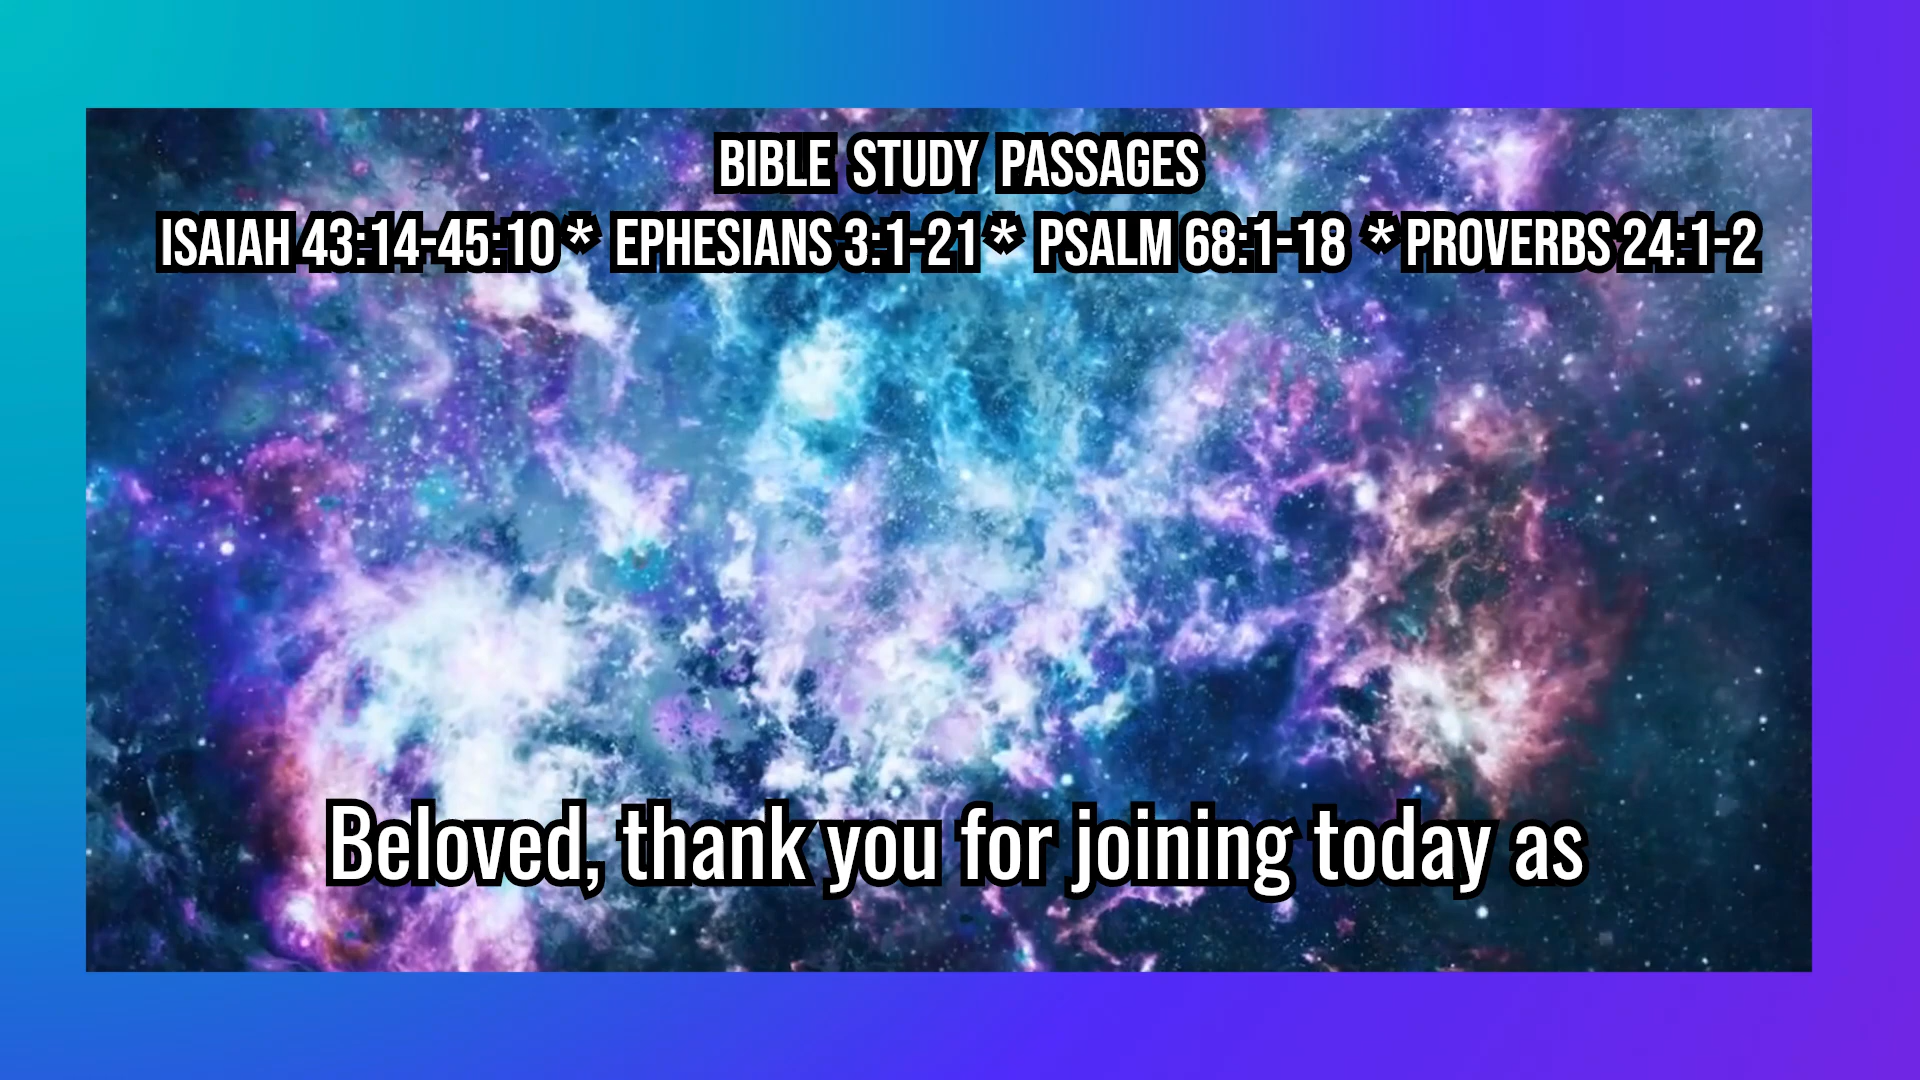 BIBLE STUDY PASSAGES
ISAIAH 43:14-45:10 * EPHESIANS 3:1-21 * PSALM 68:1-18 * PROVERBS 24:1-2
Beloved, thank you for joining today as